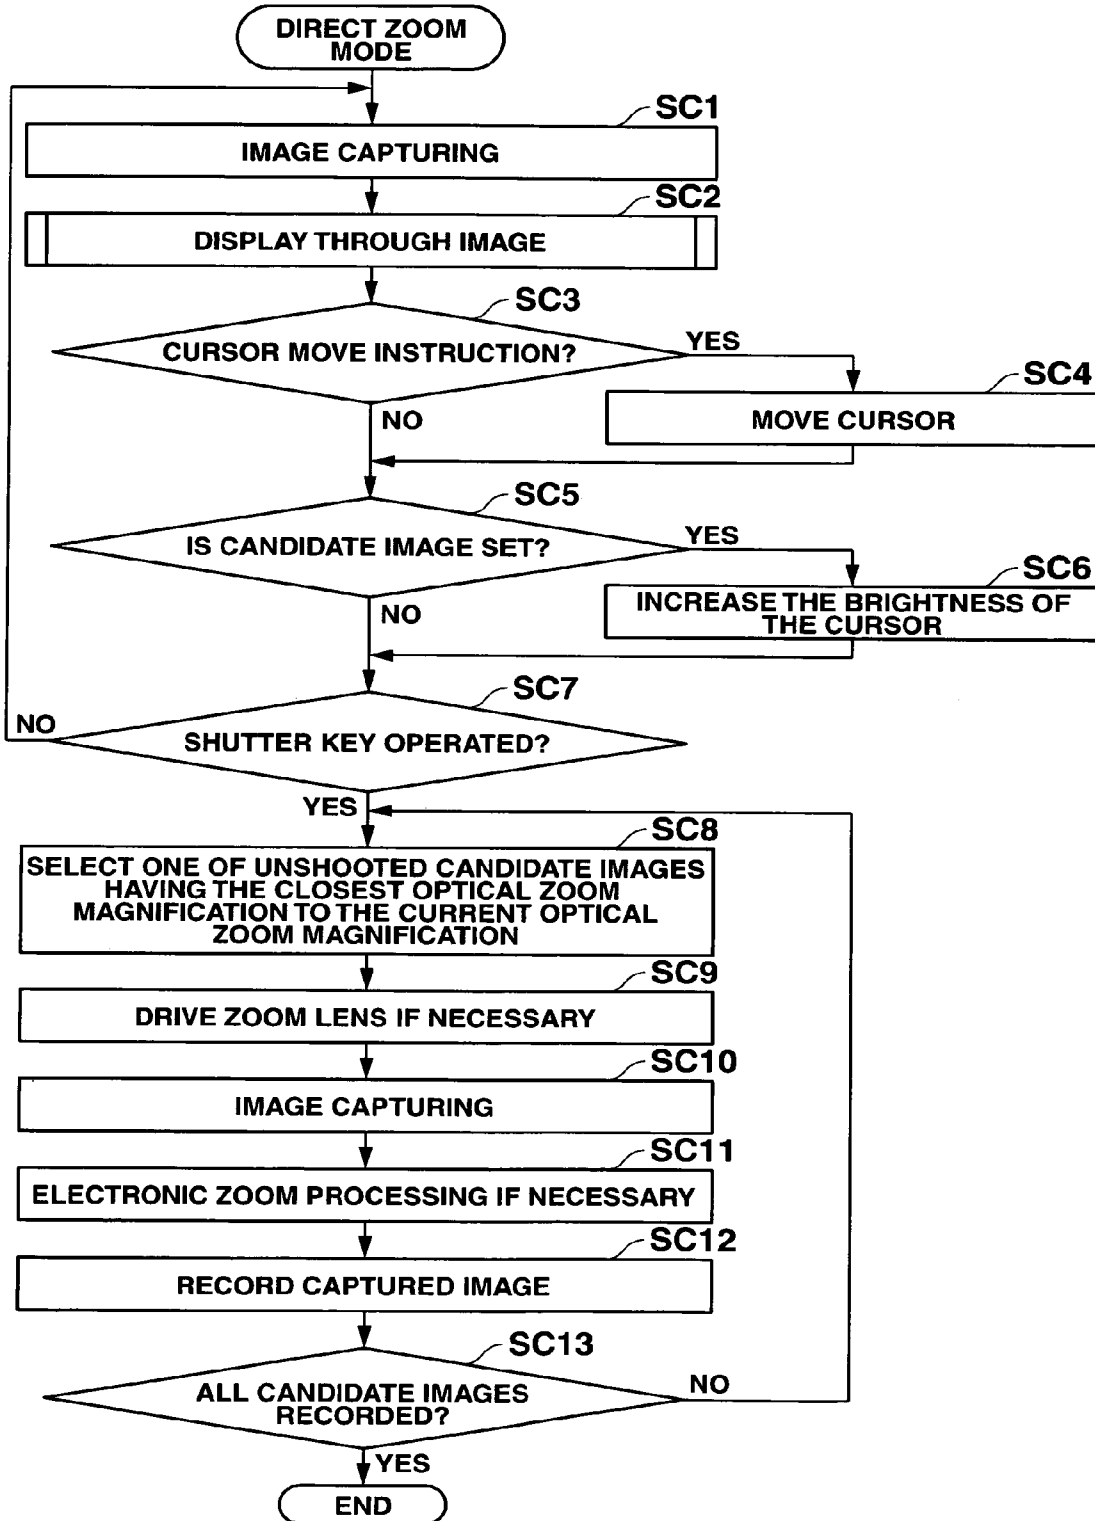 DIRECT ZOOM
MODE
SC1
IMAGE CAPTURING
SC2
DISPLAY THROUGH IMAGE
SC3
CURSOR MOVE INSTRUCTION?
YES
SC4
MOVE CURSOR
NO
SC5
IS CANDIDATE IMAGE SET?
YES
SC6
INCREASE THE BRIGHTNESS OF
THE CURSOR
NO
SC7
NO
SHUTTER KEY OPERATED?
YES
SC8
SELECT ONE OF UNSHOOTED CANDIDATE IMAGES
HAVING THE CLOSEST OPTICAL ZOOM
MAGNIFICATION TO THE CURRENT OPTICAL
ZOOM MAGNIFICATION
SC9
DRIVE ZOOM LENS IF NECESSARY
SC10
IMAGE CAPTURING
SC11
ELECTRONIC ZOOM PROCESSING IF NECESSARY
SC12
RECORD CAPTURED IMAGE
SC13
ALL CANDIDATE IMAGES
RECORDED?
NO
YES
END